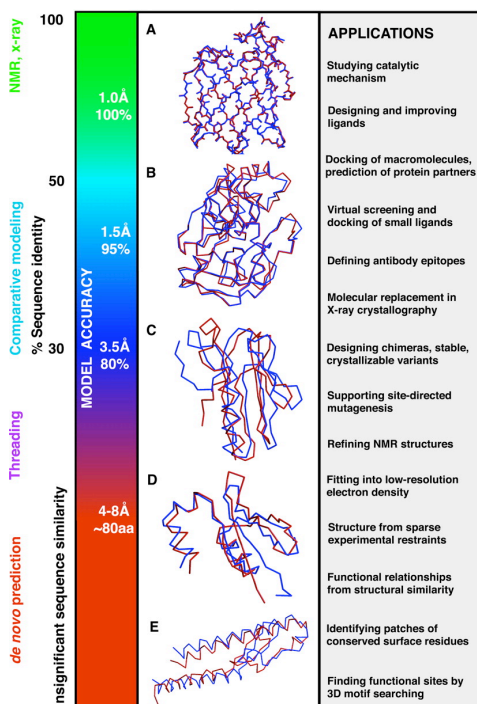 NMR, x-ray
Comparative modeling
Threading
de novo prediction
100
50
30
% Sequence identity
nsignificant sequence similarity
MODEL ACCURACY
1.0Å
100%
1.5Å
95%
3.5Å
80%
4-8Å
~80aa
A
B
C
D
E
APPLICATIONS
Studying catalytic
mechanism
Designing and improving
ligands
Docking of macromolecules,
prediction of protein partners
Virtual screening and
docking of small ligands
Defining antibody epitopes
Molecular replacement in
X-ray crystallography
Designing chimeras, stable,
crystallizable variants
Supporting site-directed
mutagenesis
Refining NMR structures
Fitting into low-resolution
electron density
Structure from sparse
experimental restraints
Functional relationships
from structural similarity
Identifying patches of
conserved surface residues
Finding functional sites by
3D motif searching